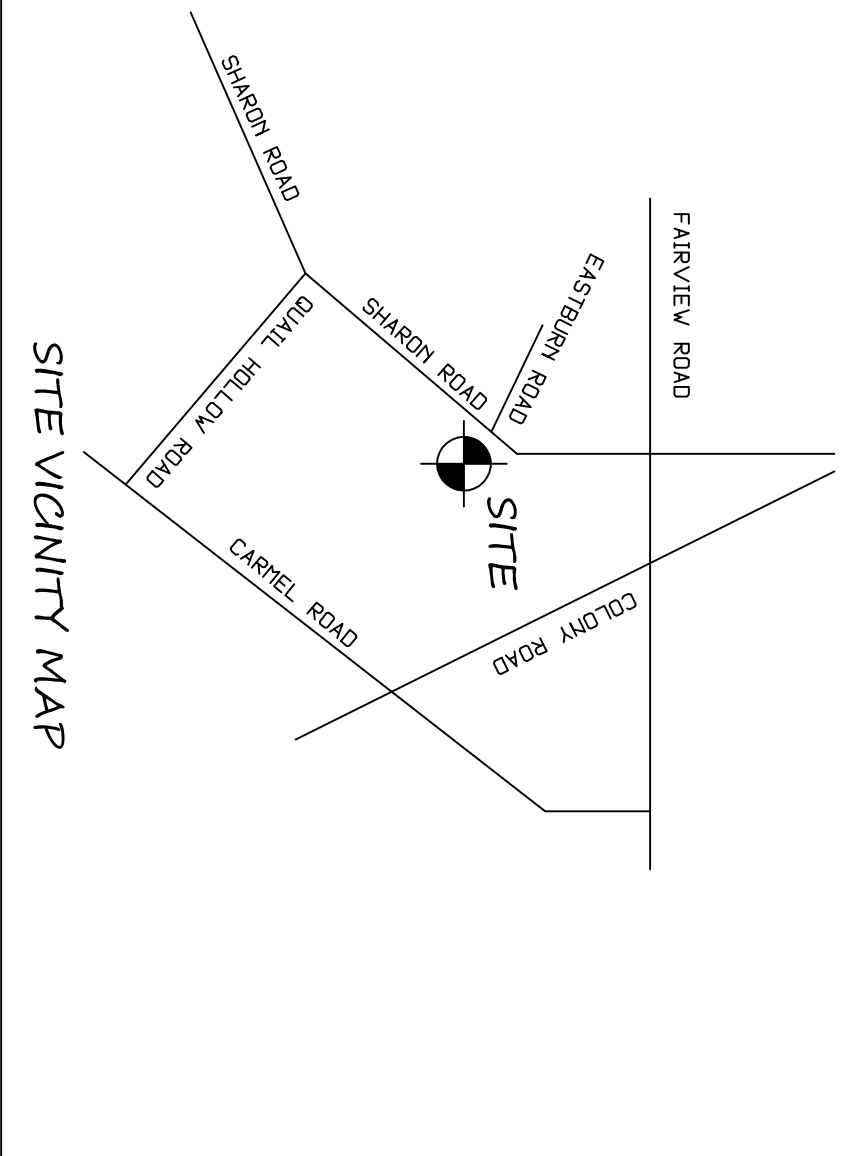 FAIRVIEW ROAD
EASTBURN ROAD
SHARON ROAD
SHARON ROAD
QUAIL HOLLOW ROAD
SITE
COLONY ROAD
CARMEL ROAD
SITE VICINITY MAP